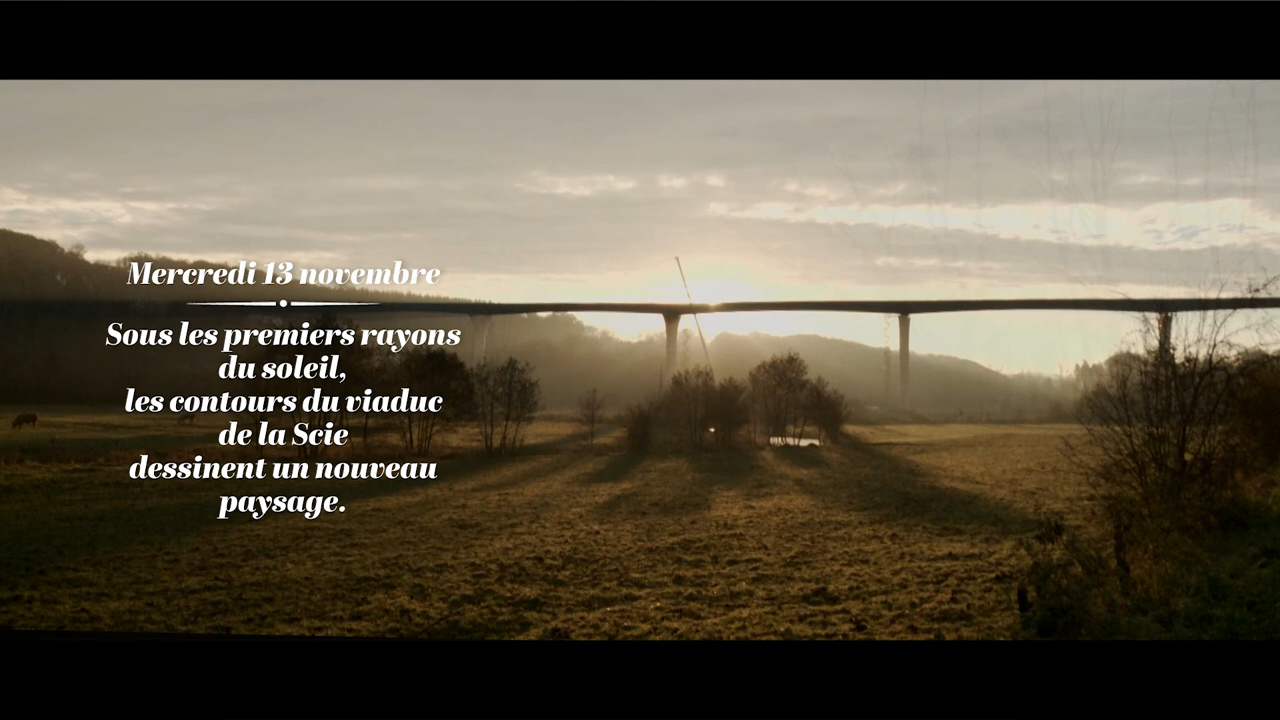 Mercredi 13 novembre
Sous les premiers rayons
du soleil,
les contours du viaduc
de la Scie
dessinent un nouveau
paysage.